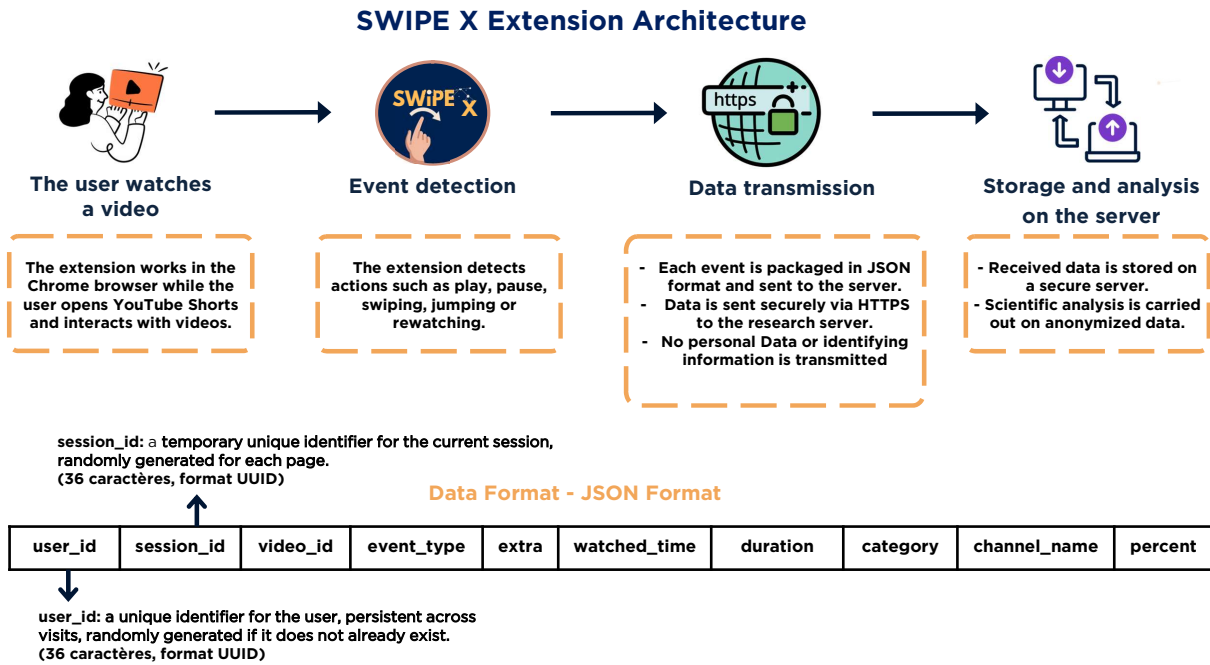 SWIPE X Extension Architecture
SWiPE
X
https
The user watches
a video
Event detection
Data transmission
Storage and analysis
on the server
The extension works in the
Chrome browser while the
user opens YouTube Shorts
and interacts with videos.
The extension detects
actions such as play, pause,
swiping, jumping or
rewatching.
- Each event is packaged in JSON
format and sent to the server.
- Data is sent securely via HTTPS
to the research server.
- No personal Data or identifying
information is transmitted
- Received data is stored on
a secure server.
- Scientific analysis is carried
out on anonymized data.
session_id: a temporary unique identifier for the current session,
randomly generated for each page.
(36 caractères, format UUID)
Data Format - JSON Format
user_id session_id video_id event_type extra watched_time duration category channel_name percent
user_id: a unique identifier for the user, persistent across
visits, randomly generated if it does not already exist.
(36 caractères, format UUID)